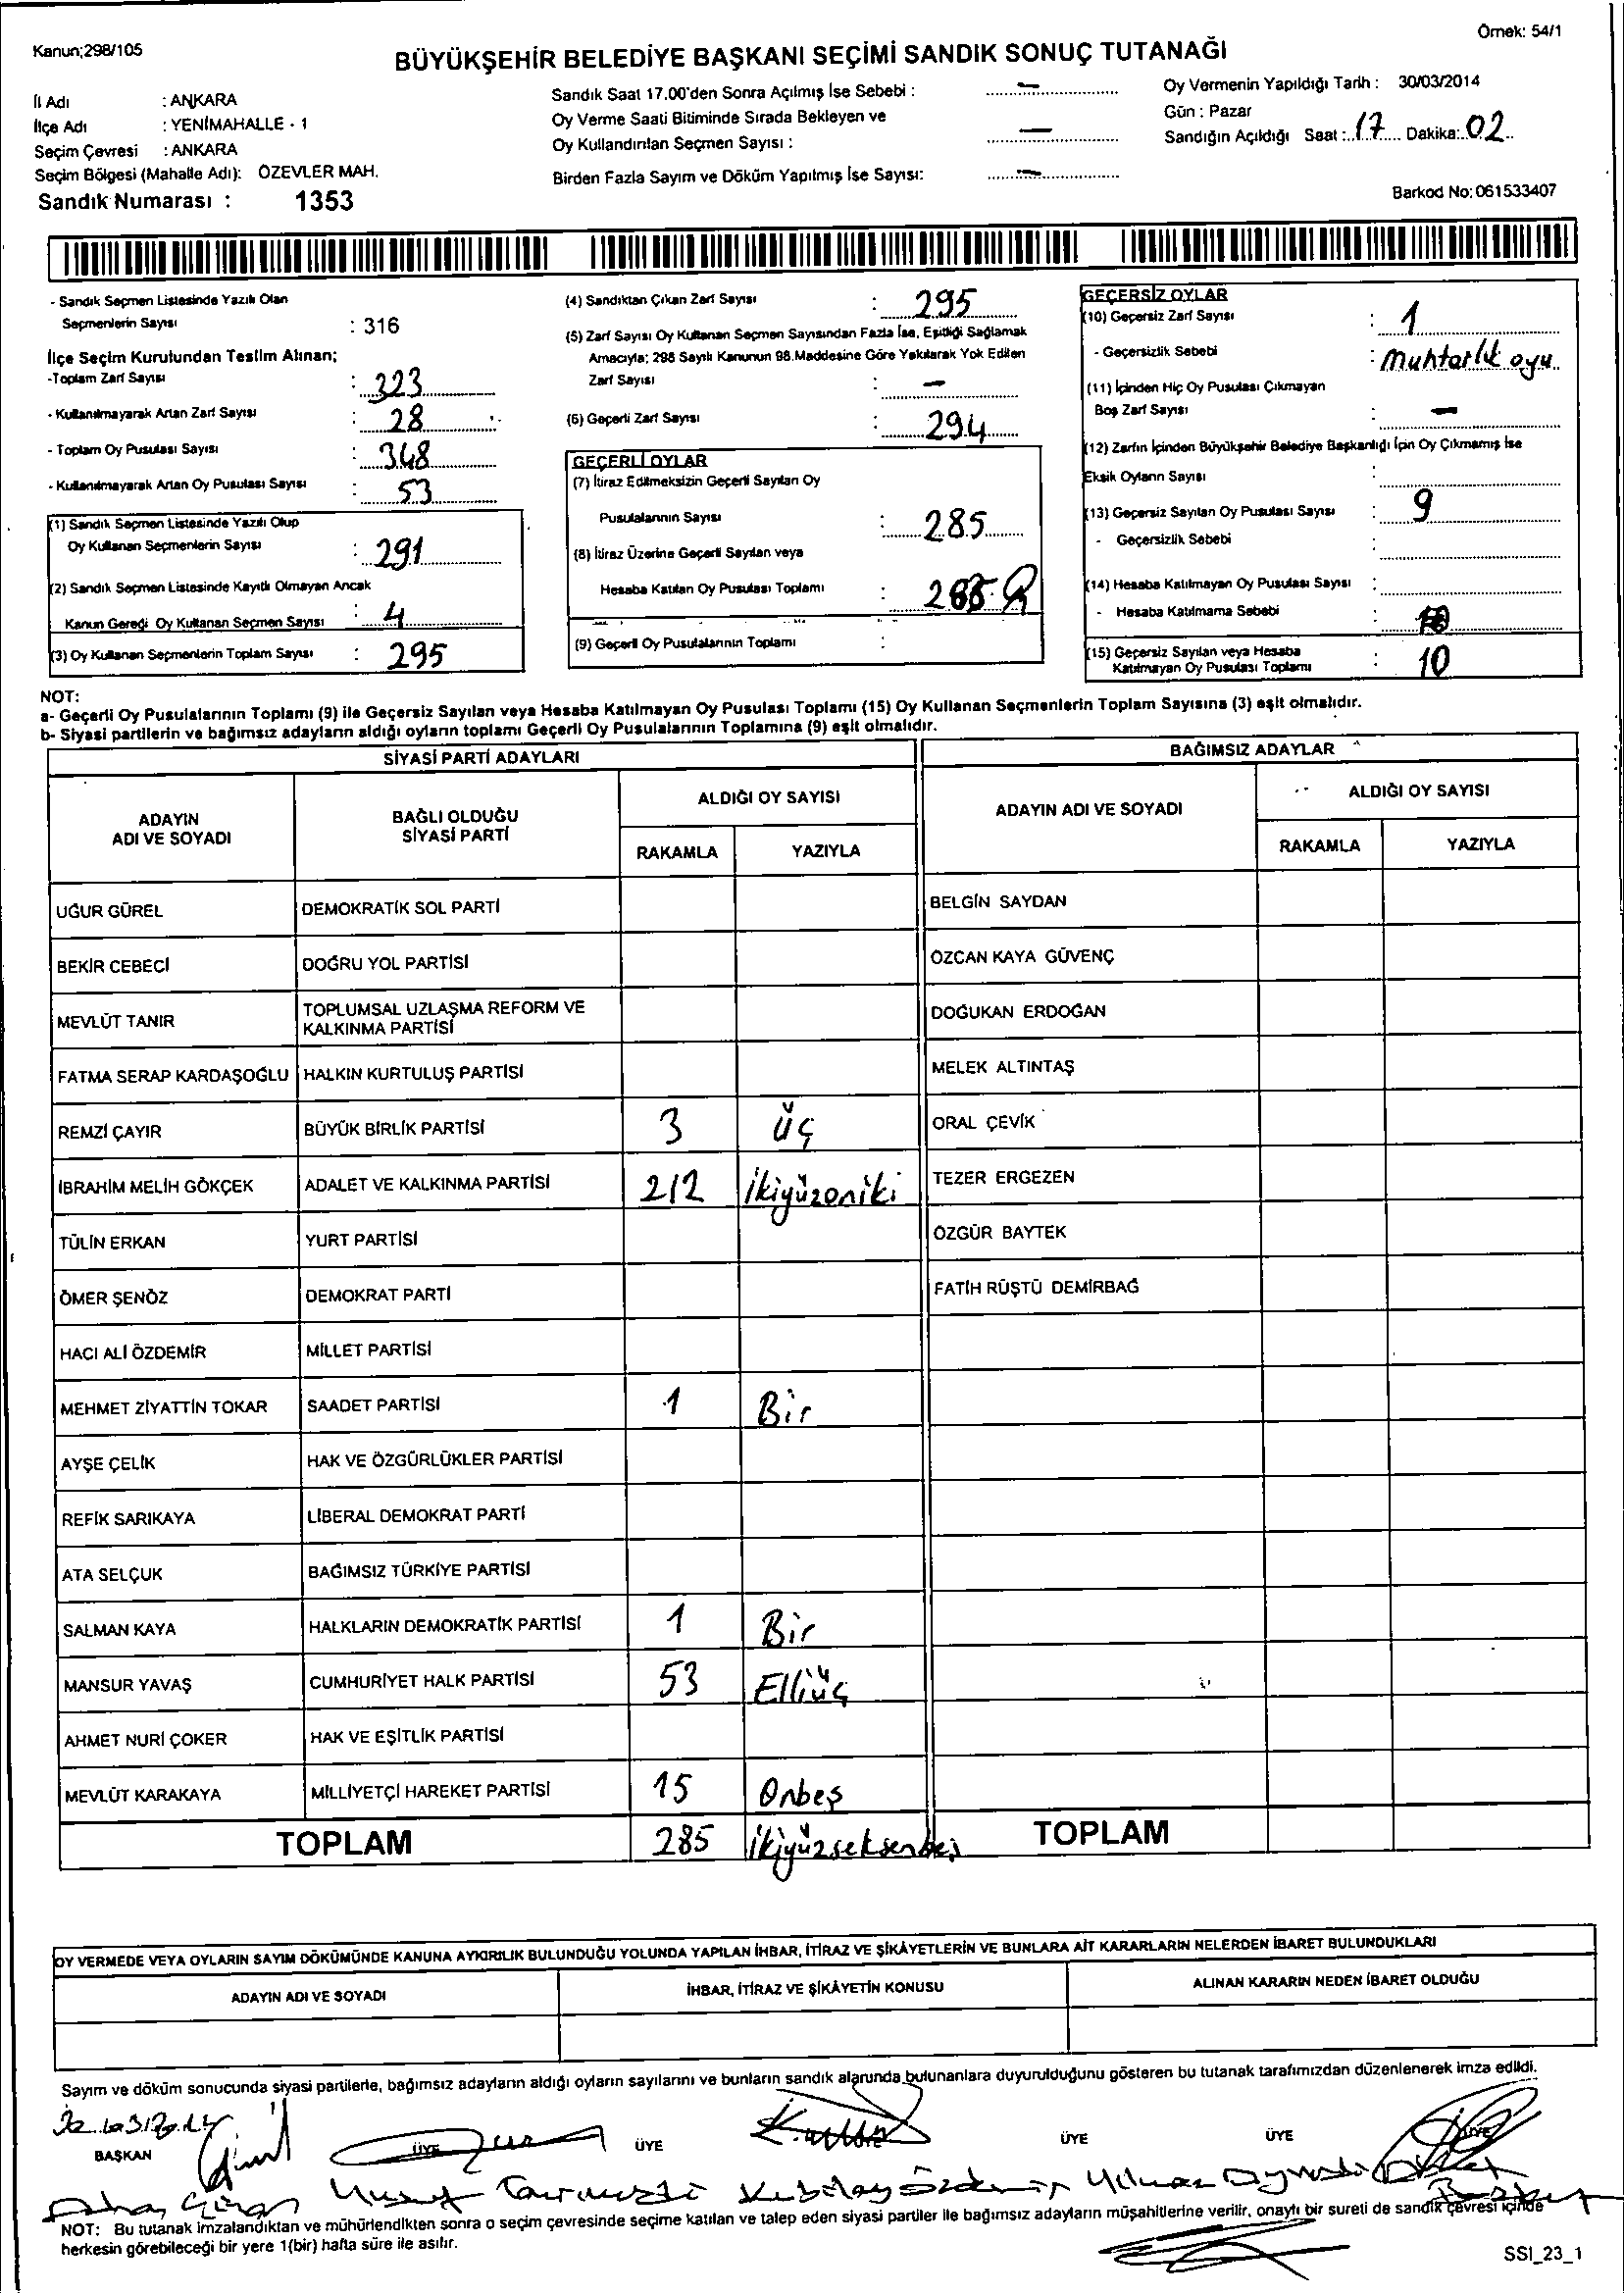 Kanun;298/105
Örnek: 54/1
BÜYÜKŞEHİR BELEDİYE BAŞKANI SEÇİMİ SANDIK SONUÇ TUTANAĞI
İl Adı : ANKARA
İlçe Adı : YENİMAHALLE - 1
Seçim Çevresi : ANKARA
Seçim Bölgesi (Mahalle Adı): ÖZEVLER MAH.
Sandık Numarası : 1353
Sandık Saat 17.00'den Sonra Açılmış İse Sebebi : —
Oy Verme Saati Bitiminde Sırada Bekleyen ve
Oy Kullandırılan Seçmen Sayısı : —
Birden Fazla Sayım ve Döküm Yapılmış İse Sayısı: —
Oy Vermenin Yapıldığı Tarih : 30/03/2014
Gün : Pazar
Sandığın Açıldığı Saat : 17 Dakika: 02
Barkod No: 061533407
- Sandık Seçmen Listesinde Yazılı Olan
Seçmenlerin Sayısı : 316
İlçe Seçim Kurulundan Teslim Alınan;
-Toplam Zarf Sayısı : 323
- Kullanılmayarak Artan Zarf Sayısı : 28
- Toplam Oy Pusulası Sayısı : 348
- Kullanılmayarak Artan Oy Pusulası Sayısı : 53
(1) Sandık Seçmen Listesinde Yazılı Olup
Oy Kullanan Seçmenlerin Sayısı : 291
(2) Sandık Seçmen Listesinde Kayıtlı Olmayan Ancak
Kanun Gereği Oy Kullanan Seçmen Sayısı : 4
(3) Oy Kullanan Seçmenlerin Toplam Sayısı : 295
(4) Sandıktan Çıkan Zarf Sayısı : 295
(5) Zarf Sayısı Oy Kullanan Seçmen Sayısından Fazla İse, Eşitliği Sağlamak
Amacıyla; 298 Sayılı Kanunun 98.Maddesine Göre Yakılarak Yok Edilen
Zarf Sayısı : —
(6) Geçerli Zarf Sayısı : 294
GEÇERLİ OYLAR
(7) İtiraz Edilmeksizin Geçerli Sayılan Oy
Pusulalarının Sayısı : 285
(8) İtiraz Üzerine Geçerli Sayılan veya
Hesaba Katılan Oy Pusulası Toplamı :
(9) Geçerli Oy Pusulalarının Toplamı :
GEÇERSİZ OYLAR
(10) Geçersiz Zarf Sayısı : 1
- Geçersizlik Sebebi : Muhtarlık oyu
(11) İçinden Hiç Oy Pusulası Çıkmayan
Boş Zarf Sayısı : —
(12) Zarfın İçinden Büyükşehir Belediye Başkanlığı İçin Oy Çıkmamış İse
Eksik Oyların Sayısı :
(13) Geçersiz Sayılan Oy Pusulası Sayısı : 9
- Geçersizlik Sebebi :
(14) Hesaba Katılmayan Oy Pusulası Sayısı :
- Hesaba Katılmama Sebebi :
(15) Geçersiz Sayılan veya Hesaba
Katılmayan Oy Pusulası Toplamı : 10
NOT:
a- Geçerli Oy Pusulalarının Toplamı (9) ile Geçersiz Sayılan veya Hesaba Katılmayan Oy Pusulası Toplamı (15) Oy Kullanan Seçmenlerin Toplam Sayısına (3) eşit olmalıdır.
b- Siyasi partilerin ve bağımsız adayların aldığı oyların toplamı Geçerli Oy Pusulalarının Toplamına (9) eşit olmalıdır.
SİYASİ PARTİ ADAYLARI
ADAYIN
ADI VE SOYADI
BAĞLI OLDUĞU
SİYASİ PARTİ
ALDIĞI OY SAYISI
RAKAMLA YAZIYLA
UĞUR GÜREL DEMOKRATİK SOL PARTİ
BEKİR CEBECİ DOĞRU YOL PARTİSİ
MEVLÜT TANIR TOPLUMSAL UZLAŞMA REFORM VE
KALKINMA PARTİSİ
FATMA SERAP KARDAŞOĞLU HALKIN KURTULUŞ PARTİSİ
REMZİ ÇAYIR BÜYÜK BİRLİK PARTİSİ 3 Üç
İBRAHİM MELİH GÖKÇEK ADALET VE KALKINMA PARTİSİ 212 İkiyüzoniki
TÜLİN ERKAN YURT PARTİSİ
ÖMER ŞENÖZ DEMOKRAT PARTİ
HACI ALİ ÖZDEMİR MİLLET PARTİSİ
MEHMET ZİYATTİN TOKAR SAADET PARTİSİ 1 Bir
AYŞE ÇELİK HAK VE ÖZGÜRLÜKLER PARTİSİ
REFİK SARIKAYA LİBERAL DEMOKRAT PARTİ
ATA SELÇUK BAĞIMSIZ TÜRKİYE PARTİSİ
SALMAN KAYA HALKLARIN DEMOKRATİK PARTİSİ 1 Bir
MANSUR YAVAŞ CUMHURİYET HALK PARTİSİ 53 Elliüç
AHMET NURİ ÇOKER HAK VE EŞİTLİK PARTİSİ
MEVLÜT KARAKAYA MİLLİYETÇİ HAREKET PARTİSİ 15 Onbeş
TOPLAM 285 İkiyüzseksenbeş
BAĞIMSIZ ADAYLAR
ADAYIN ADI VE SOYADI
ALDIĞI OY SAYISI
RAKAMLA YAZIYLA
BELGİN SAYDAN
ÖZCAN KAYA GÜVENÇ
DOĞUKAN ERDOĞAN
MELEK ALTINTAŞ
ORAL ÇEVİK
TEZER ERGEZEN
ÖZGÜR BAYTEK
FATİH RÜŞTÜ DEMİRBAĞ
TOPLAM
OY VERMEDE VEYA OYLARIN SAYIM DÖKÜMÜNDE KANUNA AYKIRILIK BULUNDUĞU YOLUNDA YAPILAN İHBAR, İTİRAZ VE ŞİKÂYETLERİN VE BUNLARA AİT KARARLARIN NELERDEN İBARET BULUNDUKLARI
ADAYIN ADI VE SOYADI
İHBAR, İTİRAZ VE ŞİKÂYETİN KONUSU
ALINAN KARARIN NEDEN İBARET OLDUĞU
Sayım ve döküm sonucunda siyasi partilerle, bağımsız adayların aldığı oyların sayılarını ve bunların sandık alanında bulunanlara duyurulduğunu gösteren bu tutanak tarafımızdan düzenlenerek imza edildi.
BAŞKAN ÜYE ÜYE ÜYE ÜYE ÜYE
NOT: Bu tutanak imzalandıktan ve mühürlendikten sonra o seçim çevresinde seçime katılan ve talep eden siyasi partiler ile bağımsız adayların müşahitlerine verilir, onaylı bir sureti de sandık çevresi içinde
herkesin görebileceği bir yere 1(bir) hafta süre ile asılır.
SSI_23_1